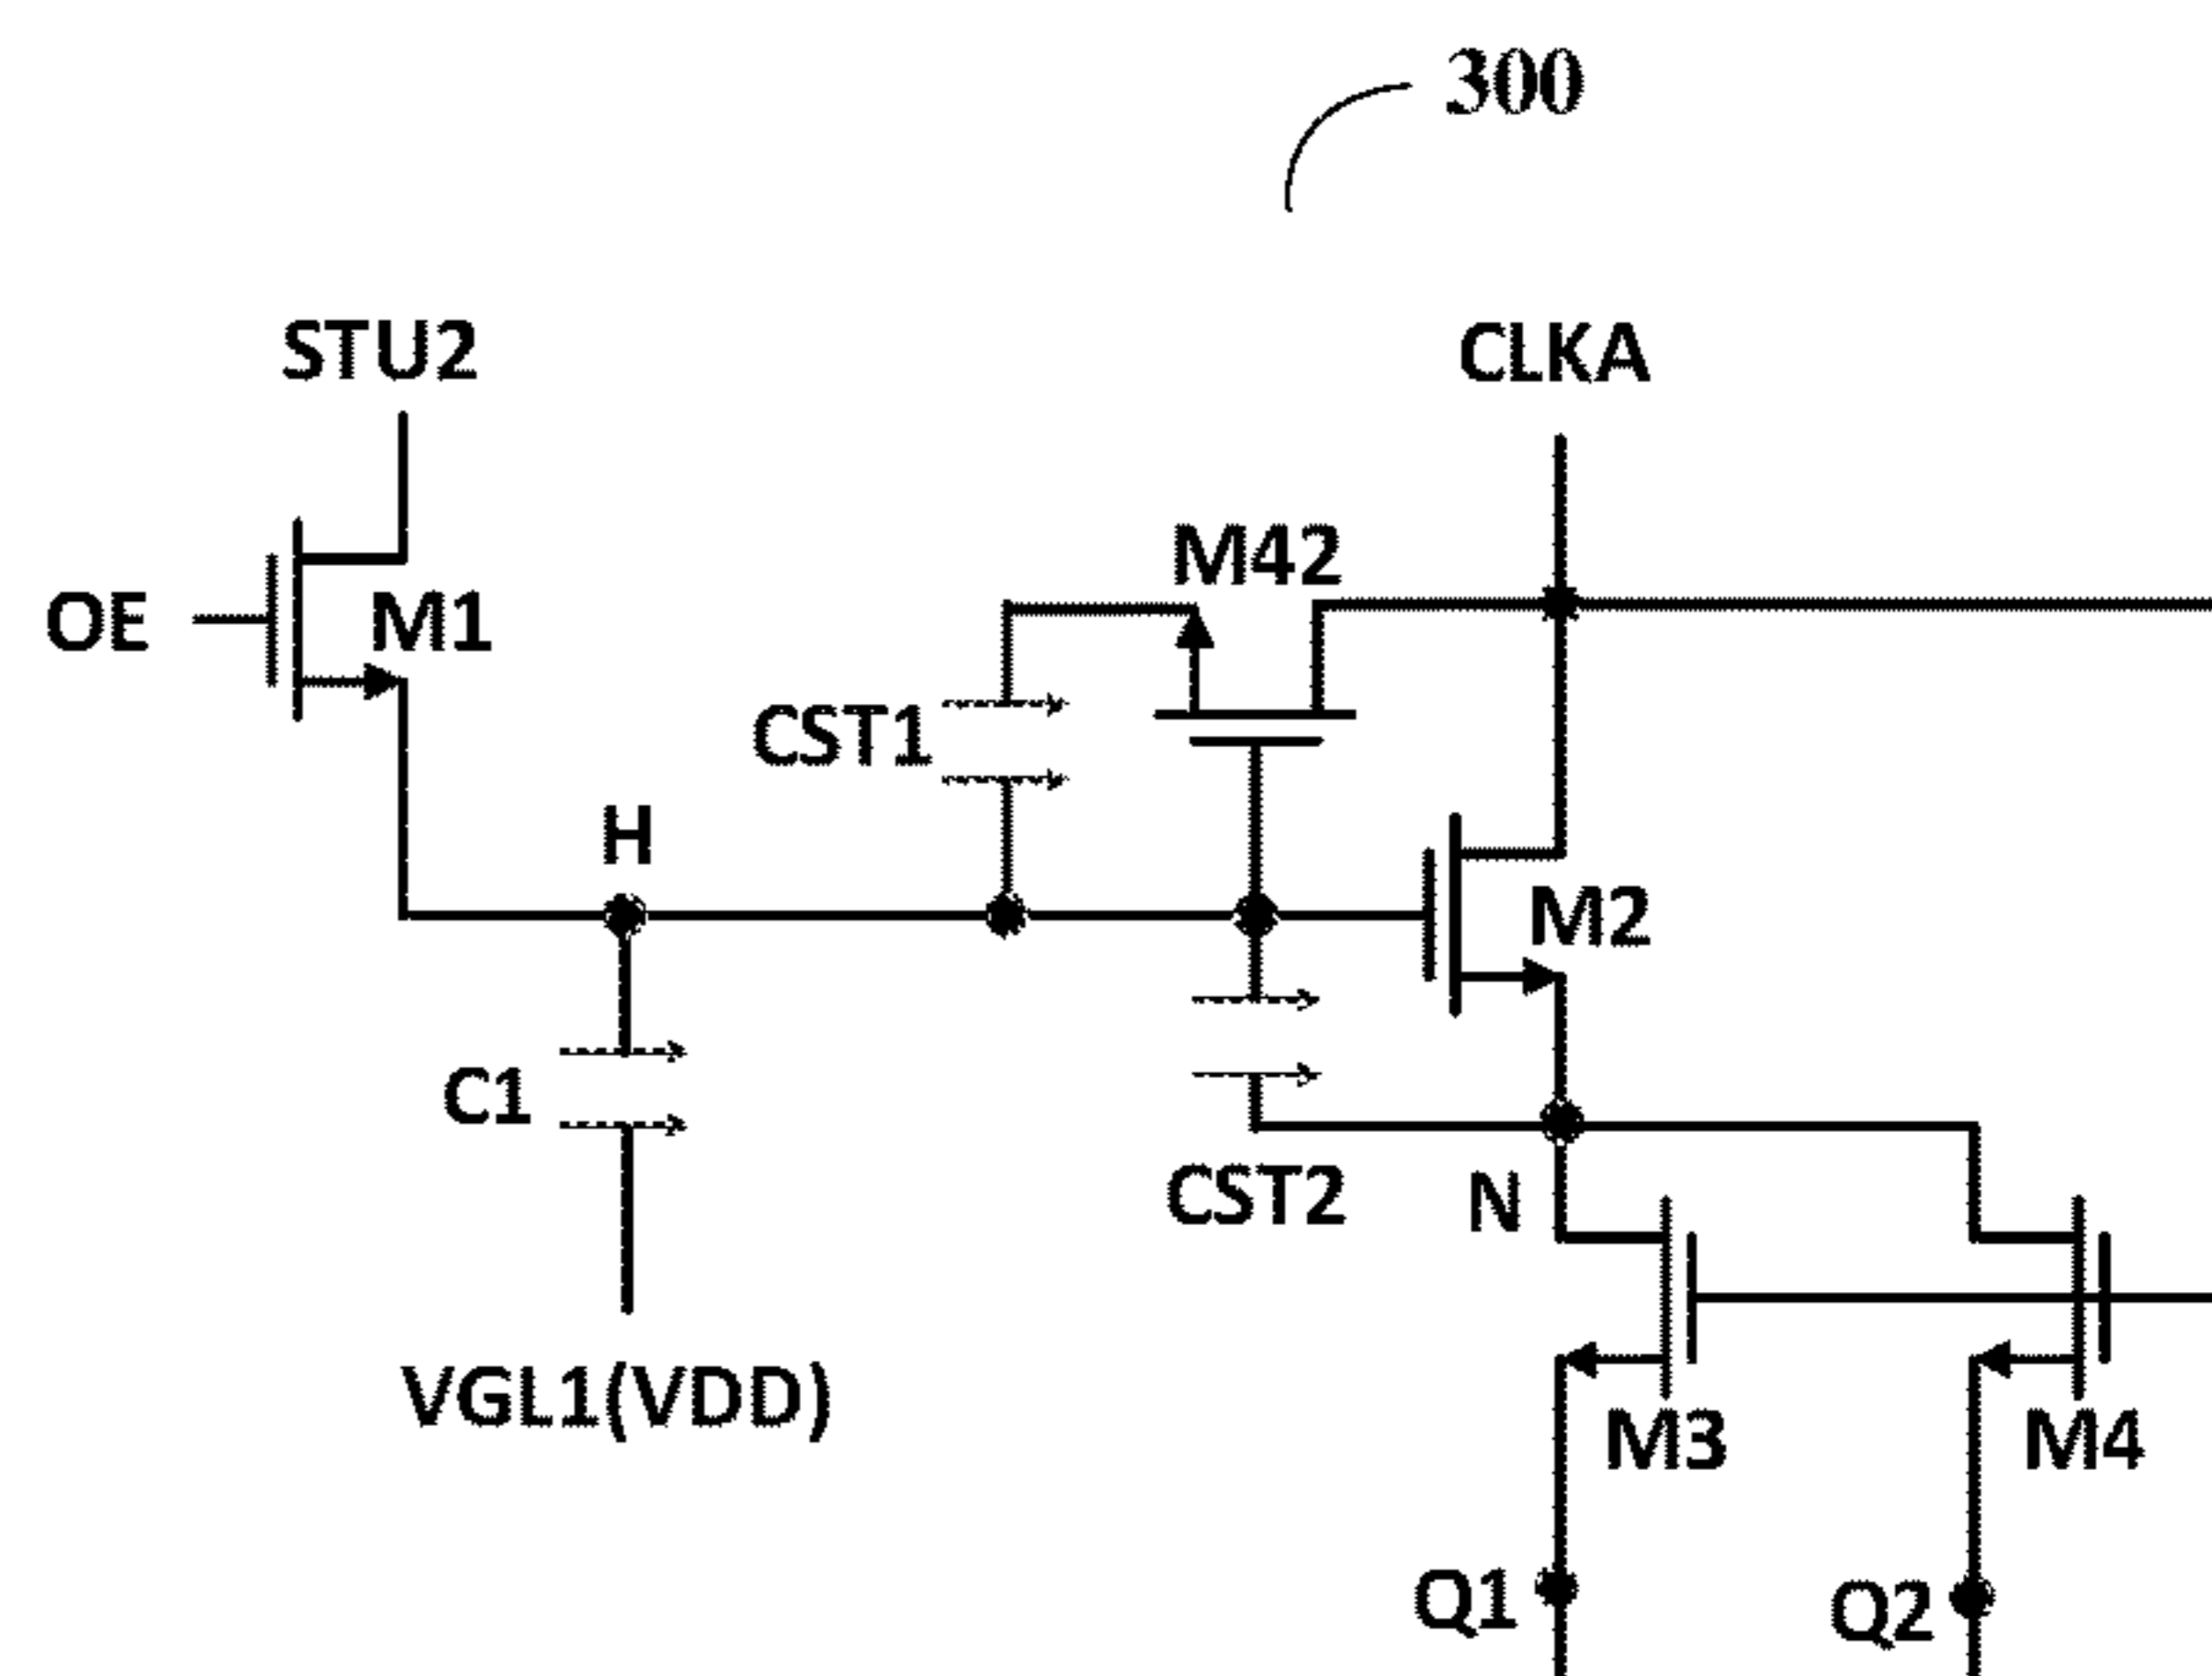 300
STU2
CLKA
M42
OE
M1
CST1
H
M2
C1
CST2
N
VGL1(VDD)
M3
M4
Q1
Q2